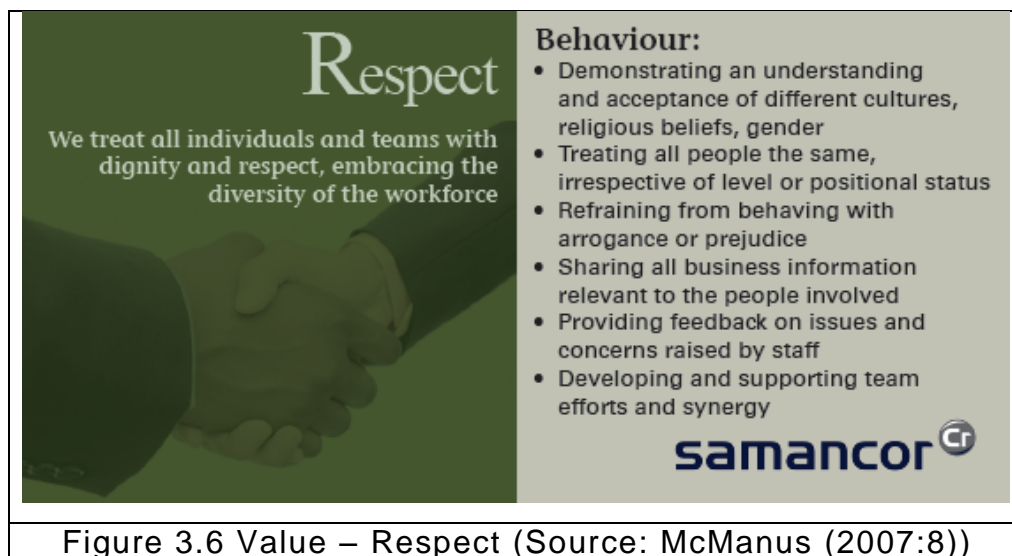 Respect
We treat all individuals and teams with
dignity and respect, embracing the
diversity of the workforce
Behaviour:
• Demonstrating an understanding
and acceptance of different cultures,
religious beliefs, gender
• Treating all people the same,
irrespective of level or positional status
• Refraining from behaving with
arrogance or prejudice
• Sharing all business information
relevant to the people involved
• Providing feedback on issues and
concerns raised by staff
• Developing and supporting team
efforts and synergy
samancor Cr
Figure 3.6 Value – Respect (Source: McManus (2007:8))